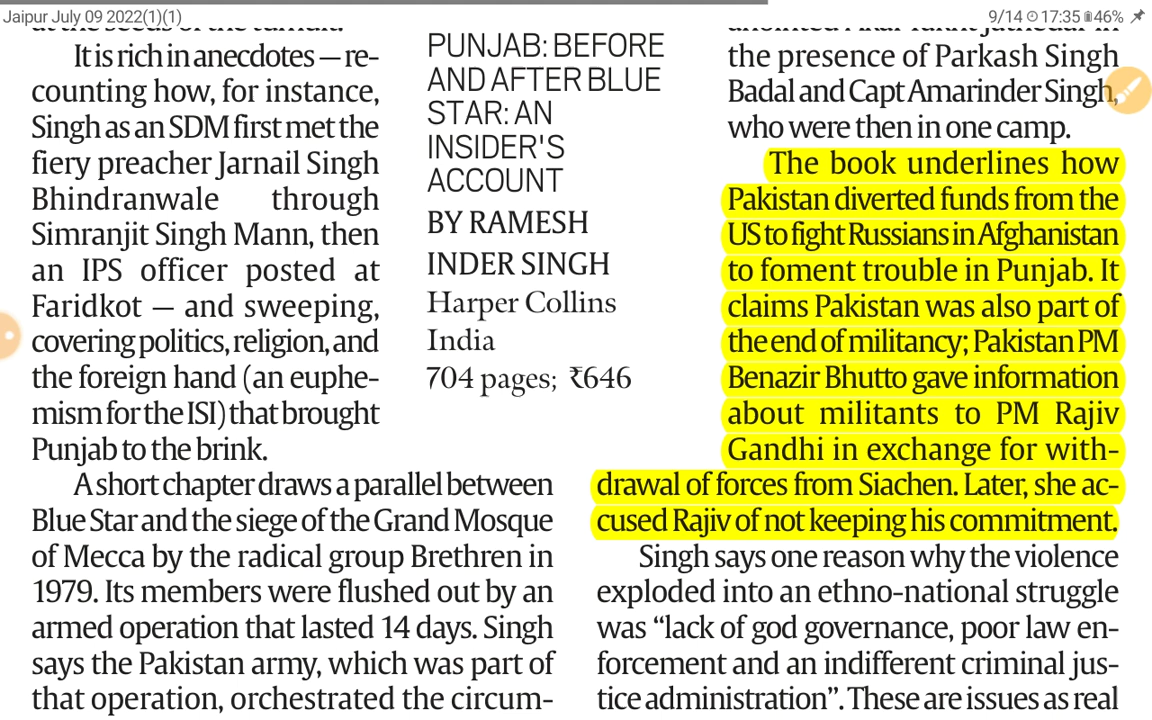 Jaipur July 09 2022(1)(1)
9/14 17:35 46%
at the seeds of the tumult.
It is rich in anecdotes — re-
counting how, for instance,
Singh as an SDM first met the
fiery preacher Jarnail Singh
Bhindranwale through
Simranjit Singh Mann, then
an IPS officer posted at
Faridkot — and sweeping,
covering politics, religion, and
the foreign hand (an euphe-
mism for the ISI) that brought
Punjab to the brink.
A short chapter draws a parallel between
Blue Star and the siege of the Grand Mosque
of Mecca by the radical group Brethren in
1979. Its members were flushed out by an
armed operation that lasted 14 days. Singh
says the Pakistan army, which was part of
that operation, orchestrated the circum-
PUNJAB: BEFORE
AND AFTER BLUE
STAR: AN
INSIDER'S
ACCOUNT
BY RAMESH
INDER SINGH
Harper Collins
India
704 pages; ₹646
anointed Akal Takht jathedar in
the presence of Parkash Singh
Badal and Capt Amarinder Singh,
who were then in one camp.
The book underlines how
Pakistan diverted funds from the
US to fight Russians in Afghanistan
to foment trouble in Punjab. It
claims Pakistan was also part of
the end of militancy; Pakistan PM
Benazir Bhutto gave information
about militants to PM Rajiv
Gandhi in exchange for with-
drawal of forces from Siachen. Later, she ac-
cused Rajiv of not keeping his commitment.
Singh says one reason why the violence
exploded into an ethno-national struggle
was “lack of god governance, poor law en-
forcement and an indifferent criminal jus-
tice administration”. These are issues as real